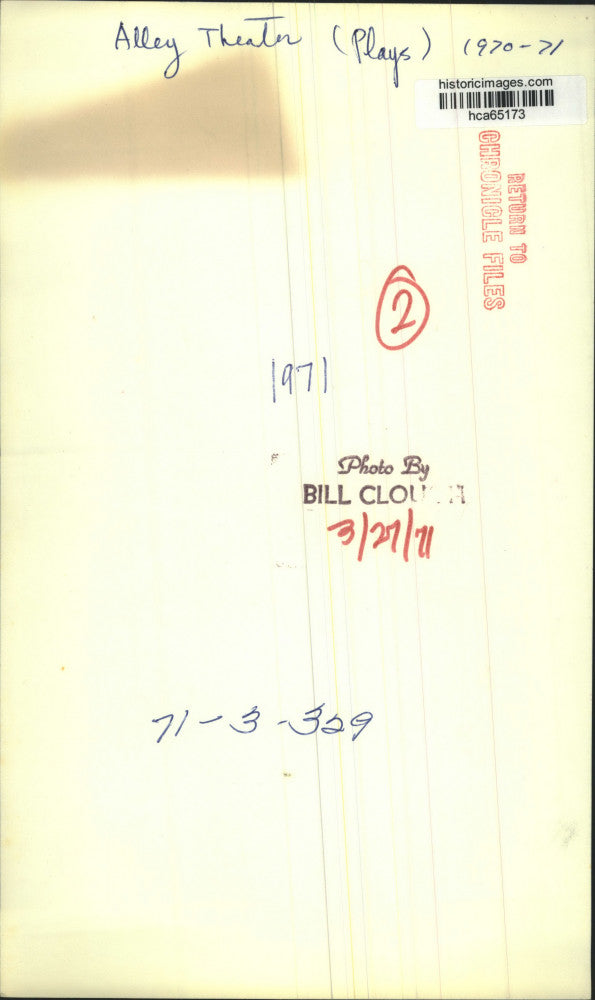 Alley Theater (Plays) 1970-71
historicimages.com
hca65173
RETURN TO
CHRONICLE FILES
2
1971
Photo By
BILL
3/27/71
71-3-329